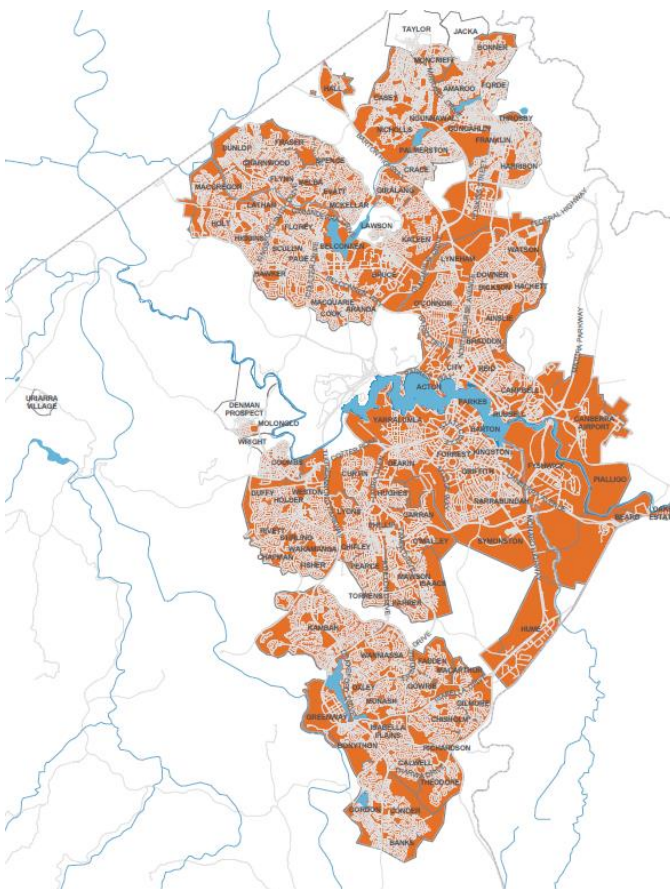 TAYLOR
JACKA
BONNER
MONCRIEFF
HALL
AMAROO
FORDE
CASEY
NGUNNAWAL
THROSBY
NICHOLLS
GUNGAHLIN
FRANKLIN
PALMERSTON
DUNLOP
FRASER
CRACE
HARRISON
CHARNWOOD
SPENCE
FLYNN
MELBA
EVATT
GIRALANG
MACGREGOR
MCKELLAR
LATHAM
FEDERAL HIGHWAY
HOLT
FLOREY
LAWSON
HIGGINS
BELCONNEN
KALEEN
SCULLIN
WATSON
PAGE
LYNEHAM
HAWKER
BRUCE
DOWNER
DICKSON
HACKETT
MACQUARIE
O'CONNOR
COOK
ARANDA
AINSLIE
BRADDON
MAJURA PARKWAY
CITY
REID
ACTON
CAMPBELL
URIARRA
VILLAGE
PARKES
DENMAN
PROSPECT
RUSSELL
CANBERRA
AIRPORT
MOLONGLO
YARRALUMLA
BARTON
WRIGHT
FORREST
KINGSTON
COOMBS
CURTIN
DEAKIN
GRIFFITH
FYSHWICK
PIALLIGO
DUFFY
WESTON
HOLDER
HUGHES
NARRABUNDAH
BEARD
LYONS
GARRAN
RIVETT
STIRLING
PHILLIP
O'MALLEY
SYMONSTON
WARAMANGA
CHIFLEY
CHAPMAN
FISHER
PEARCE
MAWSON
ISAACS
TORRENS
FARRER
HUME
KAMBAH
DRIVE
WANNIASSA
FADDEN
MACARTHUR
OXLEY
GOWRIE
MONASH
GILMORE
GREENWAY
CHISHOLM
ISABELLA
PLAINS
BONYTHON
RICHARDSON
CALWELL
THEODORE
GORDON
CONDER
BANKS